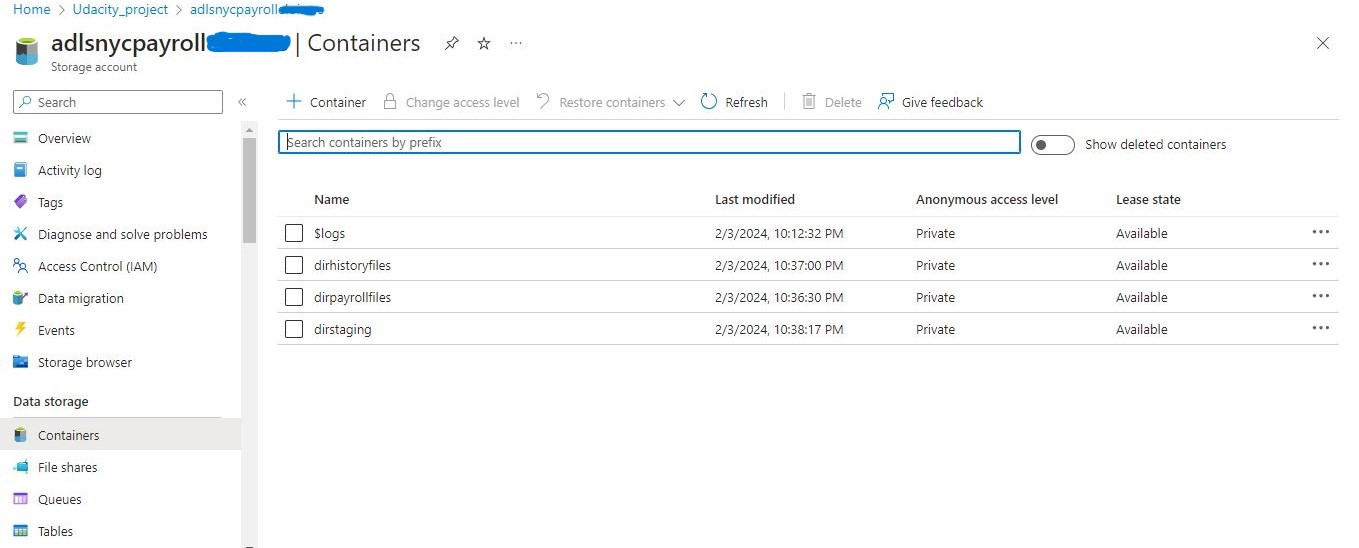 Home > Udacity_project > adlsnycpayroll
adlsnycpayroll | Containers
Storage account
Search
Container Change access level Restore containers Refresh Delete Give feedback
Search containers by prefix
Show deleted containers
Overview
Activity log
Tags
Diagnose and solve problems
Access Control (IAM)
Data migration
Events
Storage browser
Data storage
Containers
File shares
Queues
Tables
Name Last modified Anonymous access level Lease state
$logs 2/3/2024, 10:12:32 PM Private Available
dirhistoryfiles 2/3/2024, 10:37:00 PM Private Available
dirpayrollfiles 2/3/2024, 10:36:30 PM Private Available
dirstaging 2/3/2024, 10:38:17 PM Private Available